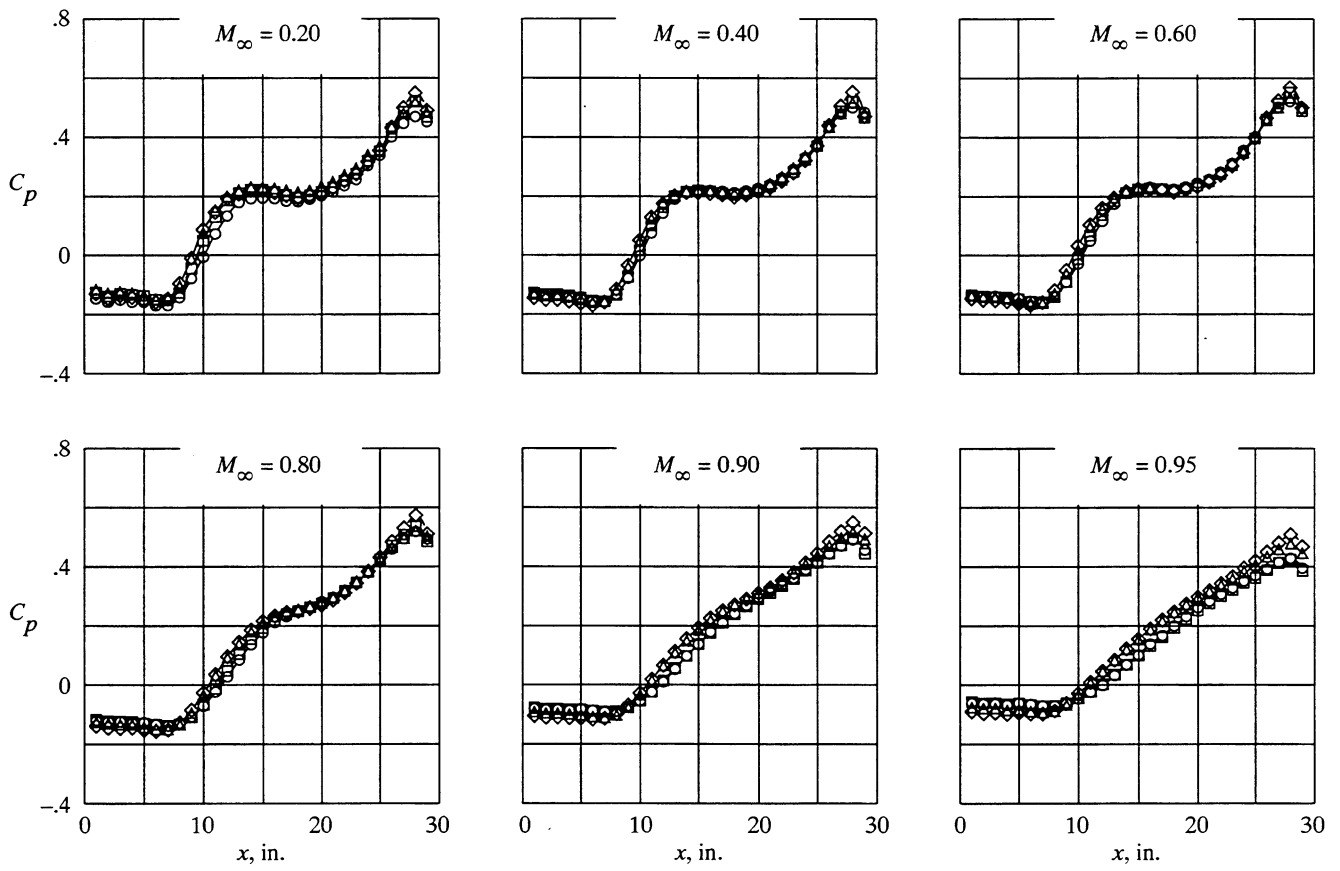 M∞ = 0.20
M∞ = 0.40
M∞ = 0.60
.8
.4
Cp
0
–.4
M∞ = 0.80
M∞ = 0.90
M∞ = 0.95
.8
.4
Cp
0
–.4
0 10 20 30
0 10 20 30
0 10 20 30
x, in.
x, in.
x, in.